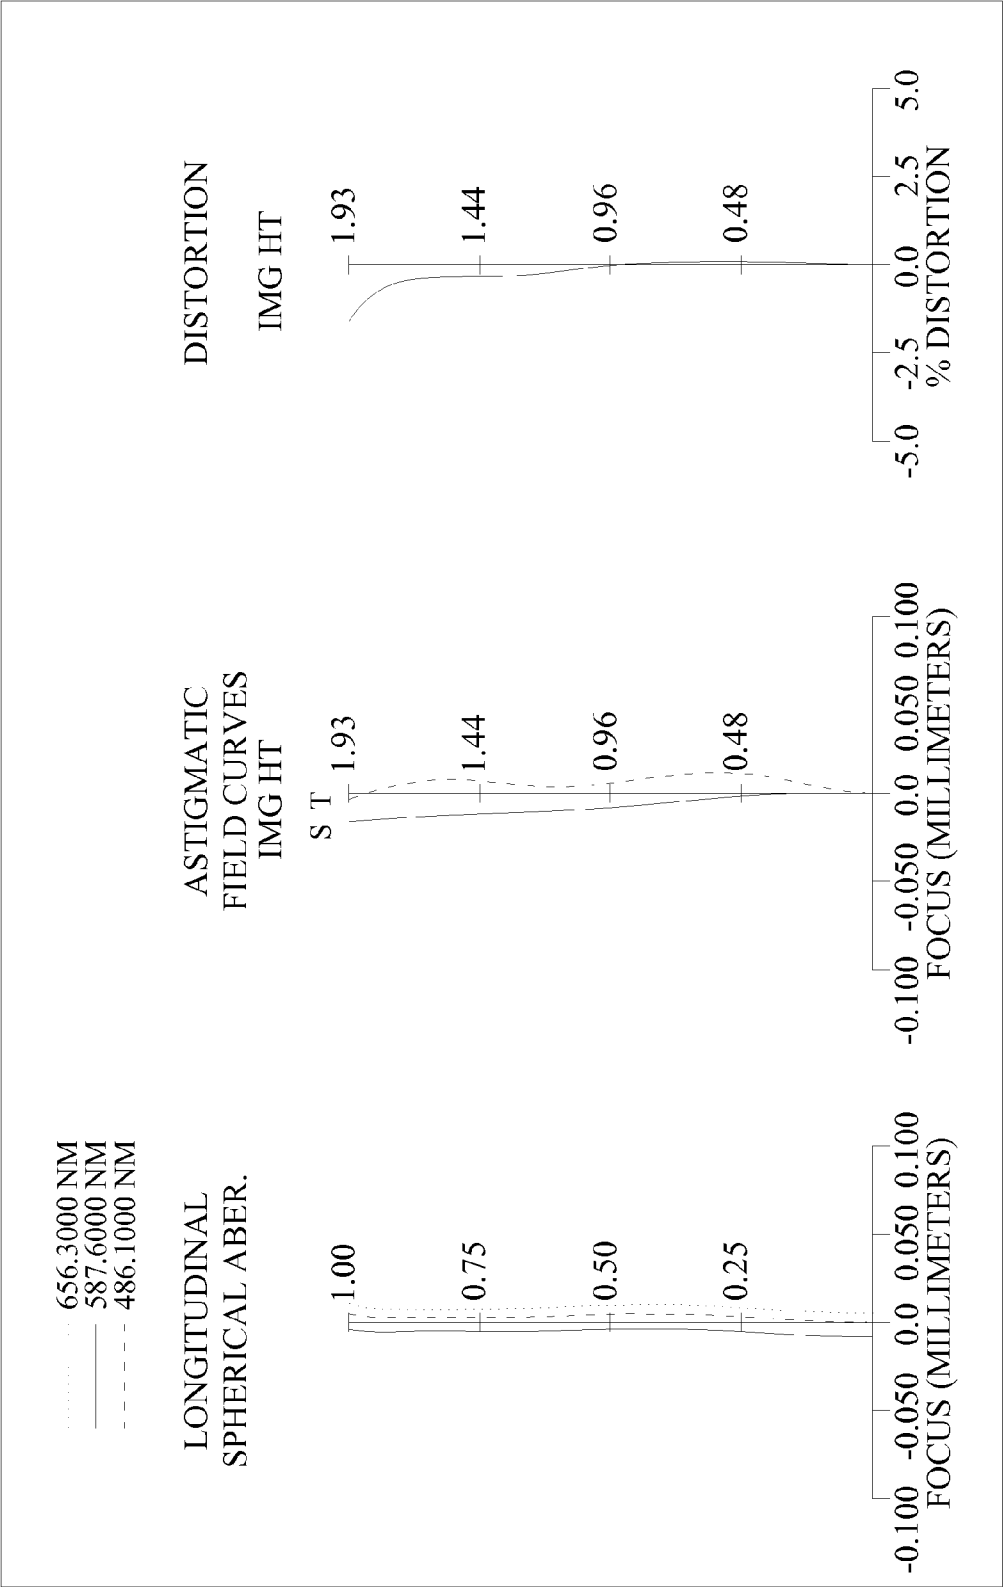 656.3000 NM
587.6000 NM
486.1000 NM
LONGITUDINAL
SPHERICAL ABER.
1.00
0.75
0.50
0.25
-0.100 -0.050 0.0 0.050 0.100
FOCUS (MILLIMETERS)
ASTIGMATIC
FIELD CURVES
IMG HT
S T
1.93
1.44
0.96
0.48
-0.100 -0.050 0.0 0.050 0.100
FOCUS (MILLIMETERS)
DISTORTION
IMG HT
1.93
1.44
0.96
0.48
-5.0 -2.5 0.0 2.5 5.0
% DISTORTION